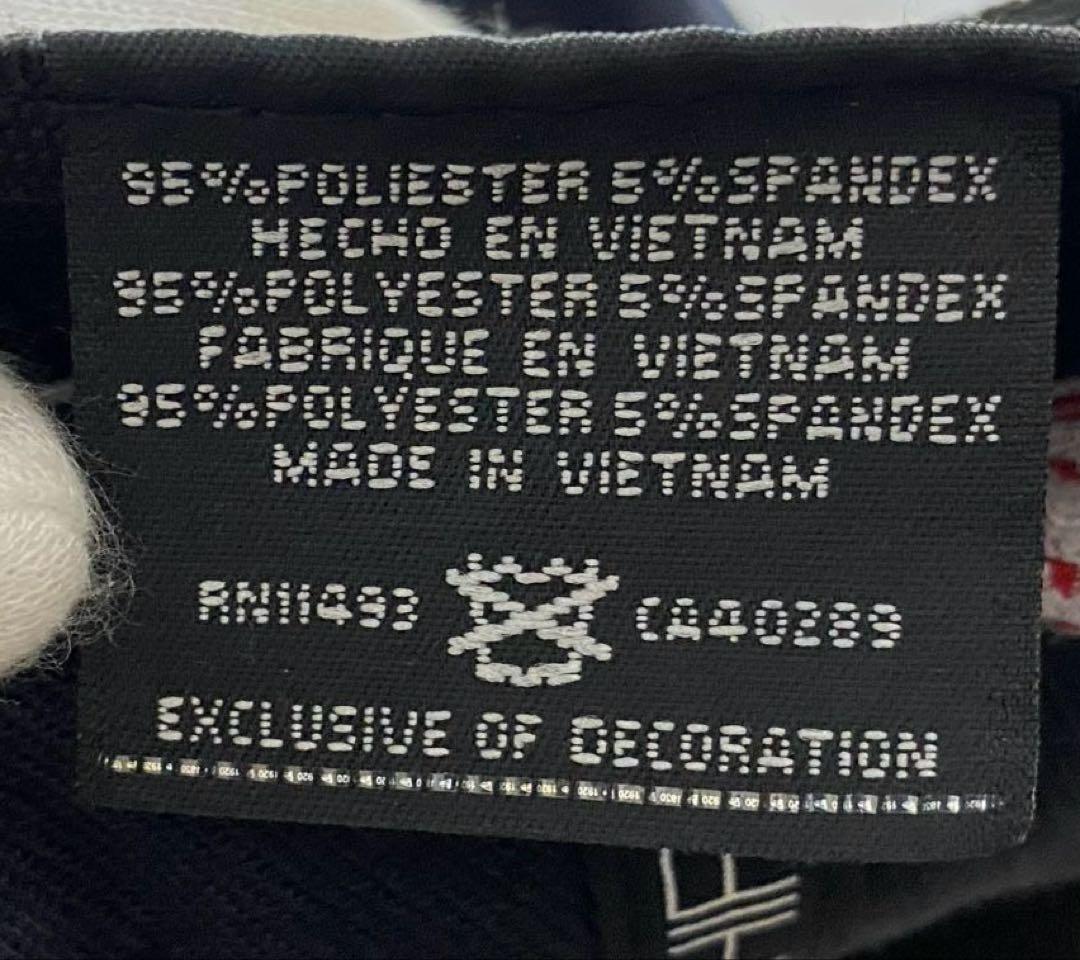 95%POLIESTER 5%SPANDEX
HECHO EN VIETNAM
95%POLYESTER 5%SPANDEX
FABRIQUE EN VIETNAM
95%POLYESTER 5%SPANDEX
MADE IN VIETNAM
RN11493 CA40289
EXCLUSIVE OF DECORATION